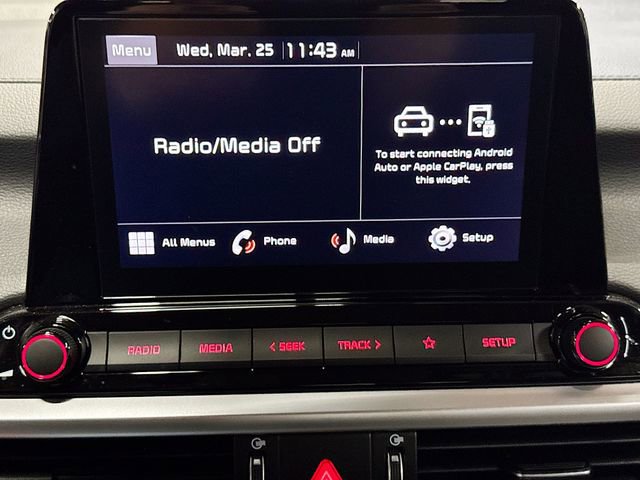 Menu Wed, Mar. 25 11:43 AM
Radio/Media Off
To start connecting Android
Auto or Apple CarPlay, press
this widget.
All Menus Phone Media Setup
RADIO MEDIA < SEEK TRACK > SETUP